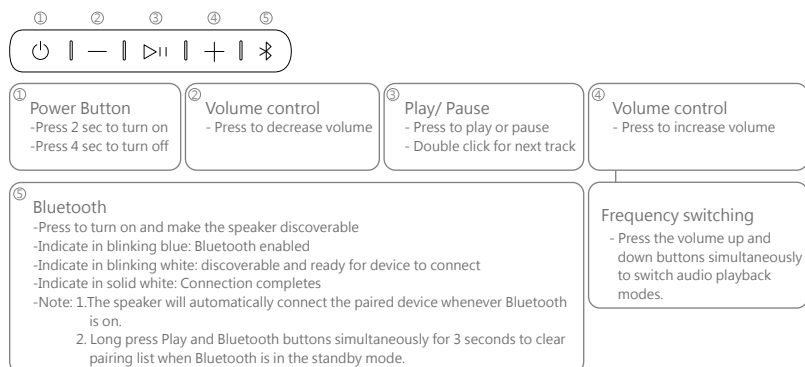 ① ② ③ ④ ⑤
①
Power Button
-Press 2 sec to turn on
-Press 4 sec to turn off
②
Volume control
- Press to decrease volume
③
Play/ Pause
- Press to play or pause
- Double click for next track
④
Volume control
- Press to increase volume
⑤
Bluetooth
-Press to turn on and make the speaker discoverable
-Indicate in blinking blue: Bluetooth enabled
-Indicate in blinking white: discoverable and ready for device to connect
-Indicate in solid white: Connection completes
-Note: 1.The speaker will automatically connect the paired device whenever Bluetooth
is on.
2. Long press Play and Bluetooth buttons simultaneously for 3 seconds to clear
pairing list when Bluetooth is in the standby mode.
Frequency switching
- Press the volume up and
down buttons simultaneously
to switch audio playback
modes.